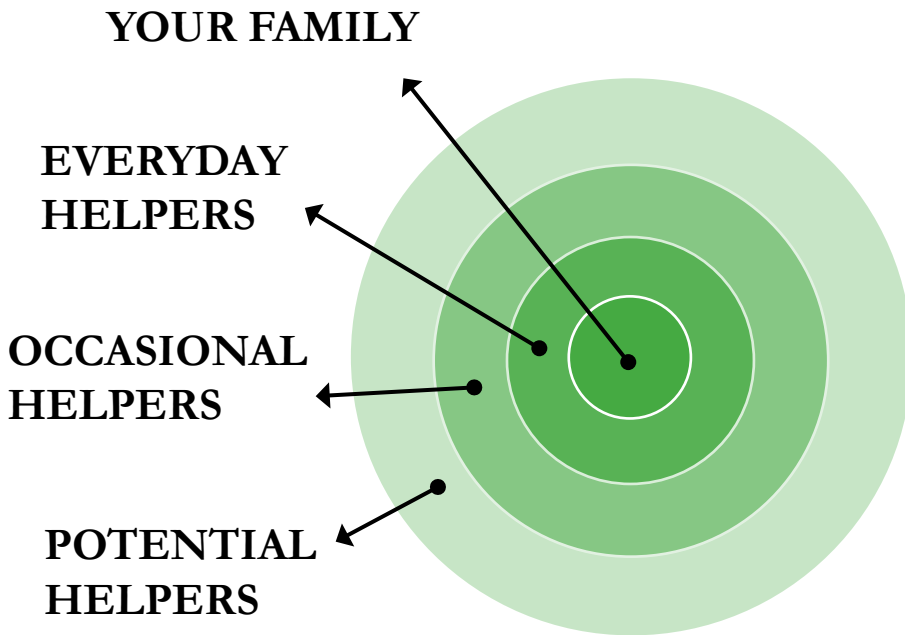 YOUR FAMILY
EVERYDAY
HELPERS
OCCASIONAL
HELPERS
POTENTIAL
HELPERS